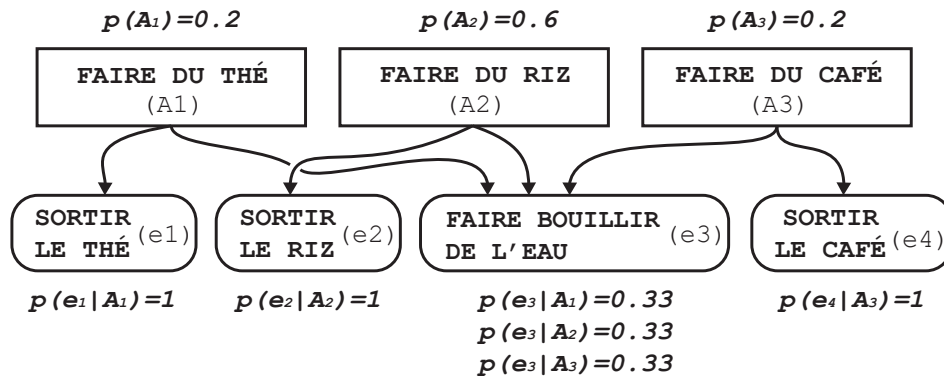 p(A₁)=0.2 p(A₂)=0.6 p(A₃)=0.2
FAIRE DU THÉ
(A1)
FAIRE DU RIZ
(A2)
FAIRE DU CAFÉ
(A3)
SORTIR
LE THÉ (e1)
SORTIR
LE RIZ (e2)
FAIRE BOUILLIR
DE L'EAU (e3)
SORTIR
LE CAFÉ (e4)
p(e₁|A₁)=1
p(e₂|A₂)=1
p(e₃|A₁)=0.33
p(e₃|A₂)=0.33
p(e₃|A₃)=0.33
p(e₄|A₃)=1